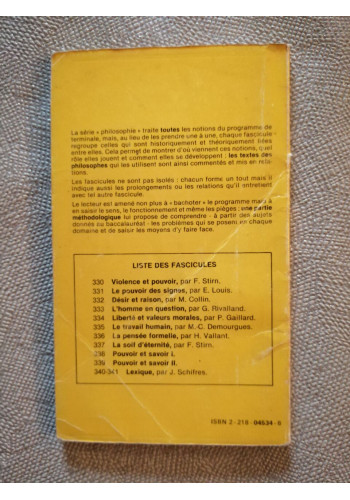 La série « philosophie » traite toutes les notions du programme de
terminale, mais, au lieu de les prendre une à une, chaque fascicule
regroupe celles qui sont historiquement et théoriquement liées
entre elles. Cela permet de montrer d'où viennent ces notions, quel
rôle elles jouent et comment elles se développent : les textes des
philosophes qui les utilisent sont ainsi commentés et mis en rela-
tions.
Les fascicules ne sont pas isolés : chacun forme un tout mais il
indique aussi les prolongements ou les relations qu'il entretient
avec tel autre fascicule.
Le lecteur est amené non plus à « bachoter » le programme mais à
en saisir le sens, le fonctionnement et même les pièges : une partie
méthodologique lui propose de comprendre - à partir des sujets
donnés au baccalauréat - les problèmes qui se posent en chaque
domaine et de saisir les moyens d'y faire face.
LISTE DES FASCICULES
330 Violence et pouvoir, par F. Stirn.
331 Le pouvoir des signes, par E. Louis.
332 Désir et raison, par M. Collin.
333 L'homme en question, par G. Rivalland.
334 Liberté et valeurs morales, par P. Gaillard.
335 Le travail humain, par M.C. Demourgues.
336 La pensée formelle, par H. Vallant.
337 La soif d'éternité, par F. Stirn.
238 Pouvoir et savoir I.
339 Pouvoir et savoir II.
340-341 Lexique, par J. Schifres.
ISBN 2-218-04534-6